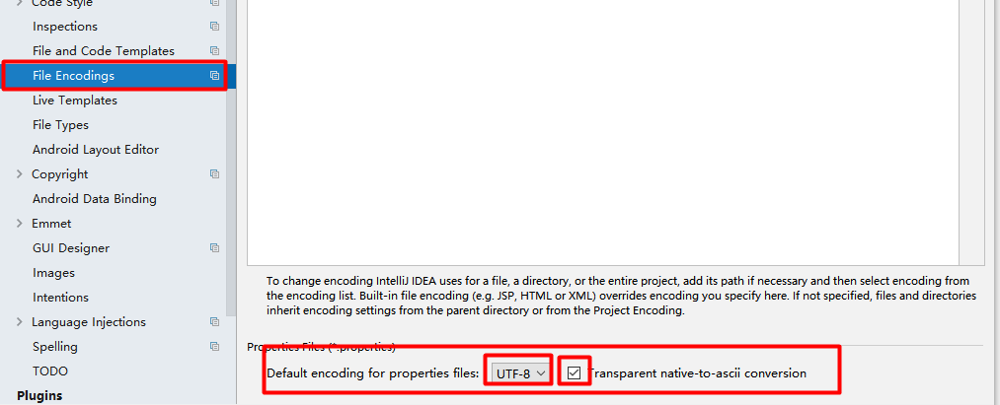 Code Style
Inspections
File and Code Templates
File Encodings
Live Templates
File Types
Android Layout Editor
Copyright
Android Data Binding
Emmet
GUI Designer
Images
Intentions
Language Injections
Spelling
TODO
Plugins
To change encoding IntelliJ IDEA uses for a file, a directory, or the entire project, add its path if necessary and then select encoding from
the encoding list. Built-in file encoding (e.g. JSP, HTML or XML) overrides encoding you specify here. If not specified, files and directories
inherit encoding settings from the parent directory or from the Project Encoding.
Properties Files (*.properties)
Default encoding for properties files: UTF-8 Transparent native-to-ascii conversion